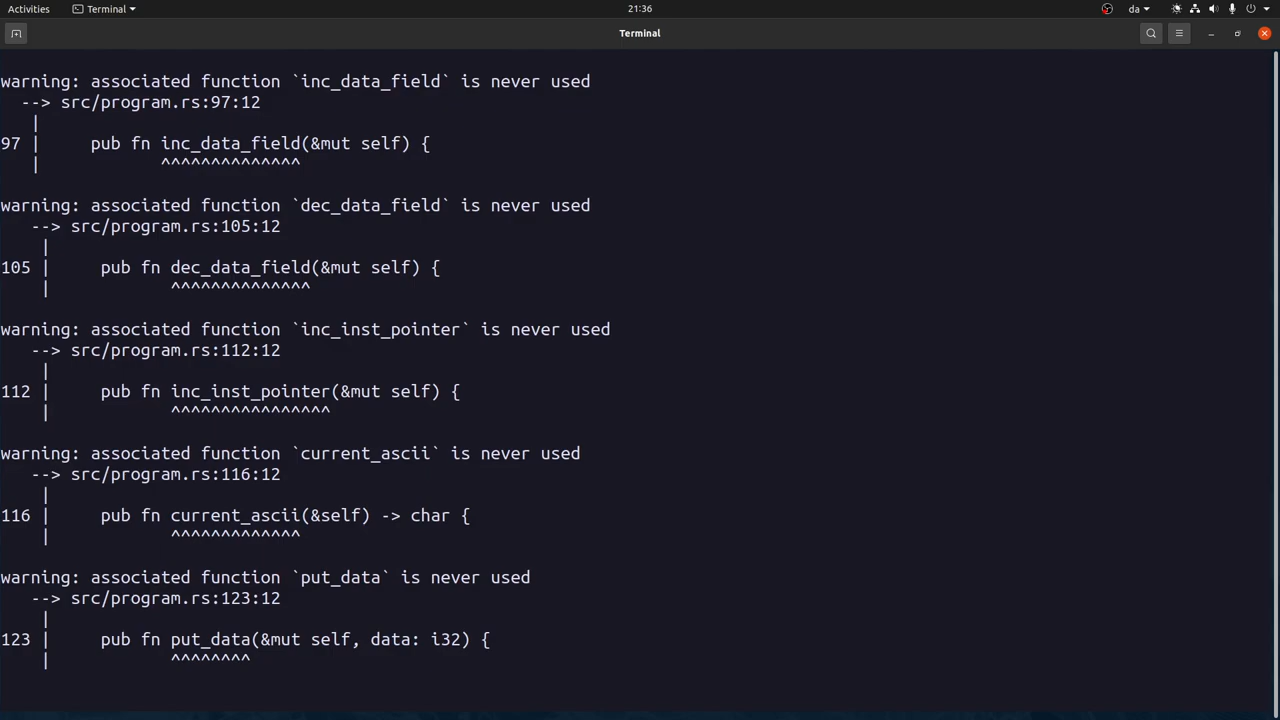 Activities Terminal 21:36 da
Terminal
warning: associated function `inc_data_field` is never used
--> src/program.rs:97:12
|
97 | pub fn inc_data_field(&mut self) {
| ^^^^^^^^^^^^^^
warning: associated function `dec_data_field` is never used
--> src/program.rs:105:12
|
105 | pub fn dec_data_field(&mut self) {
| ^^^^^^^^^^^^^^
warning: associated function `inc_inst_pointer` is never used
--> src/program.rs:112:12
|
112 | pub fn inc_inst_pointer(&mut self) {
| ^^^^^^^^^^^^^^^^
warning: associated function `current_ascii` is never used
--> src/program.rs:116:12
|
116 | pub fn current_ascii(&self) -> char {
| ^^^^^^^^^^^^^
warning: associated function `put_data` is never used
--> src/program.rs:123:12
|
123 | pub fn put_data(&mut self, data: i32) {
| ^^^^^^^^